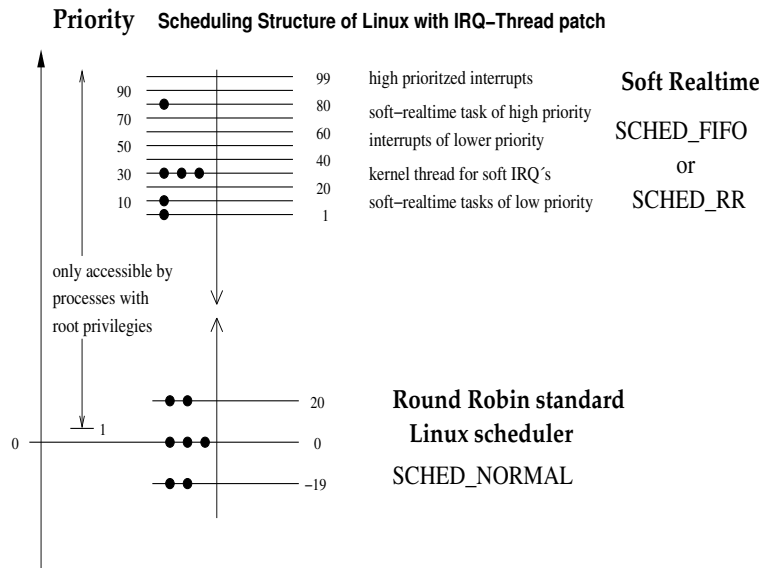 Priority Scheduling Structure of Linux with IRQ−Thread patch
99 high prioritzed interrupts
90
Soft Realtime
80 soft−realtime task of high priority
70
SCHED_FIFO
60 interrupts of lower priority
50
or
40
30 kernel thread for soft IRQ´s
20
SCHED_RR
10
1 soft−realtime tasks of low priority
only accessible by
processes with
root privilegies
20
Round Robin standard
Linux scheduler
1
0
0
SCHED_NORMAL
−19